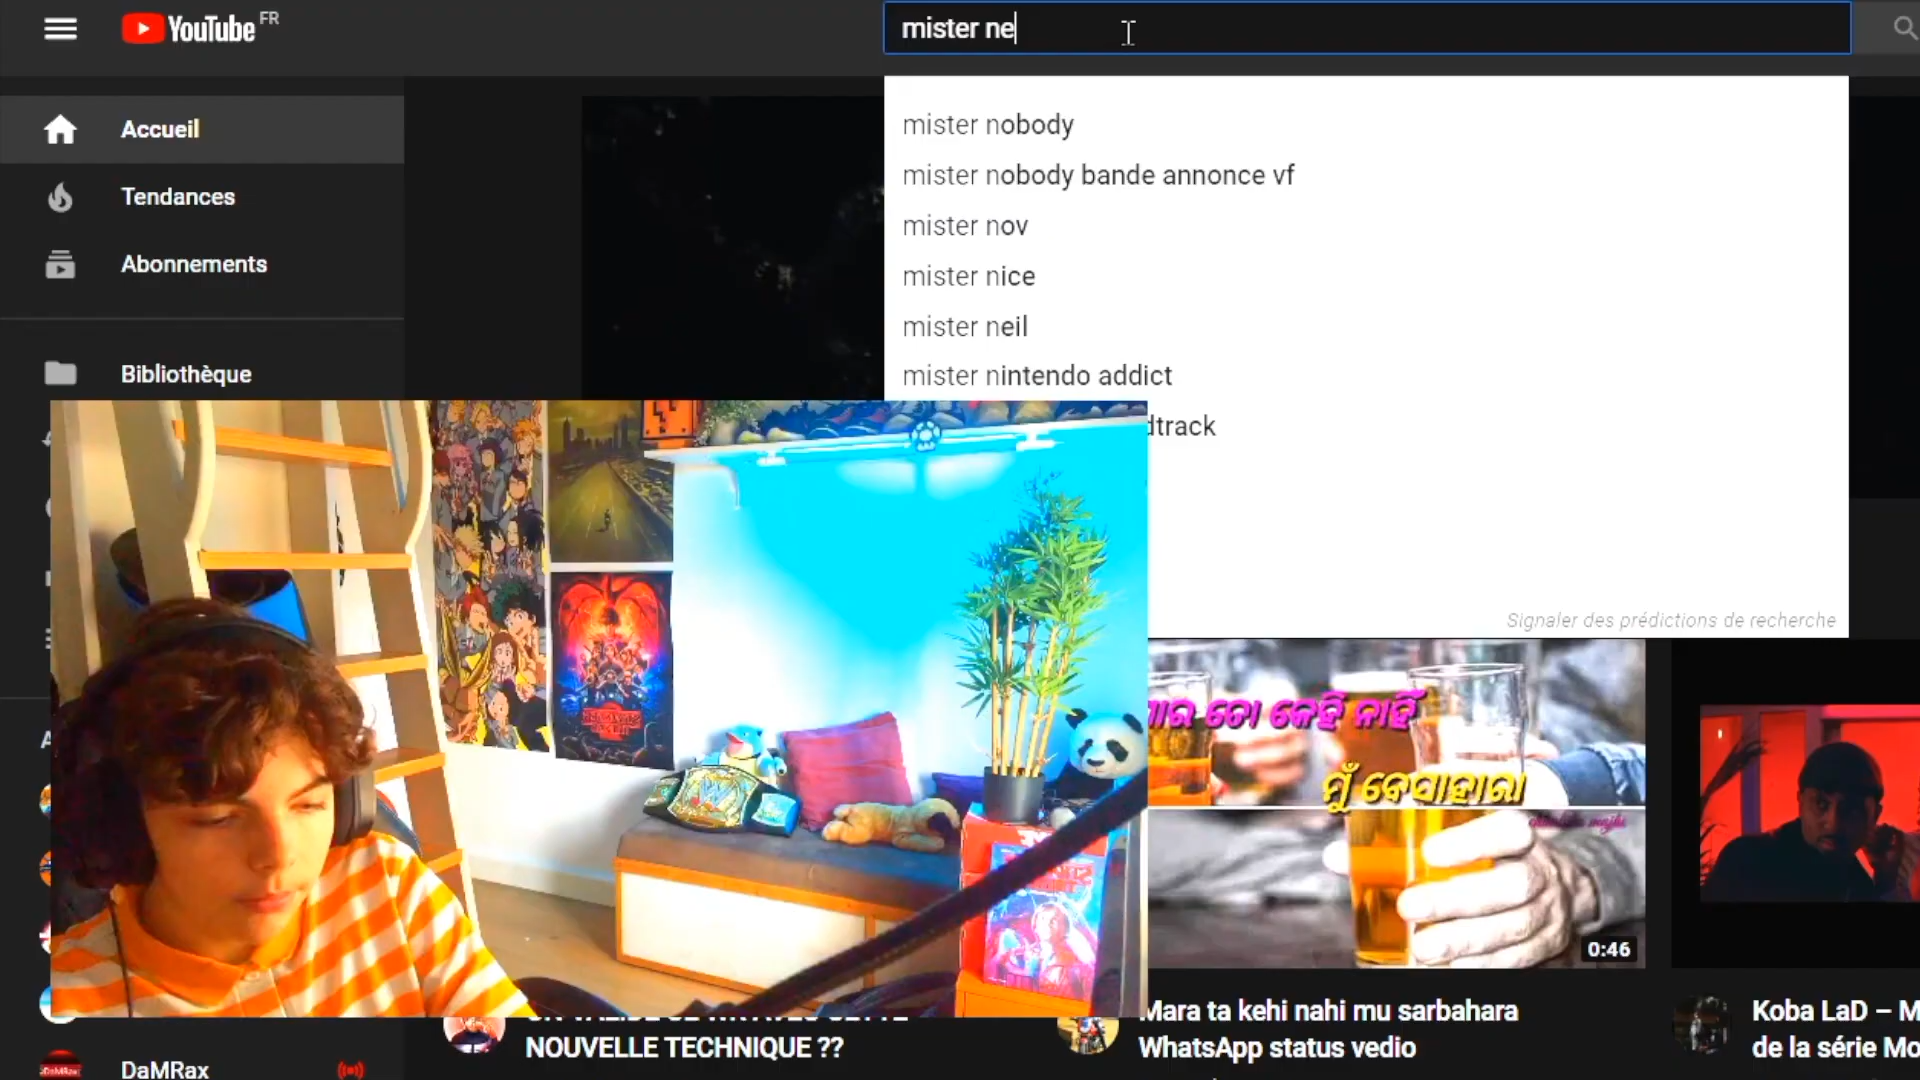 YouTube FR
mister ne
Accueil
Tendances
Abonnements
Bibliothèque
mister nobody
mister nobody bande annonce vf
mister nov
mister nice
mister neil
mister nintendo addict
dtrack
Signaler des prédictions de recherche
ମୁଁ ବେସାହାରା
0:46
NOUVELLE TECHNIQUE ??
Mara ta kehi nahi mu sarbahara
WhatsApp status vedio
Koba LaD – M
de la série Mo
DaMRax